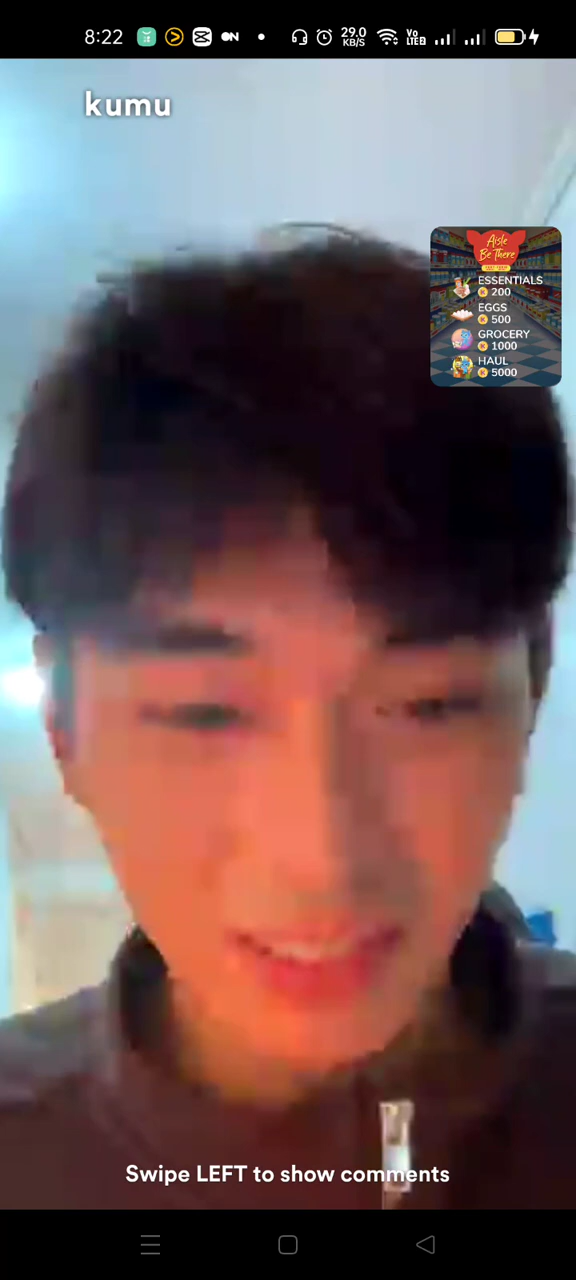 8:22
29.0
KB/S
Vo
LTE2
kumu
Aisle
Be There
ESSENTIALS
200
EGGS
500
GROCERY
1000
HAUL
5000
Swipe LEFT to show comments